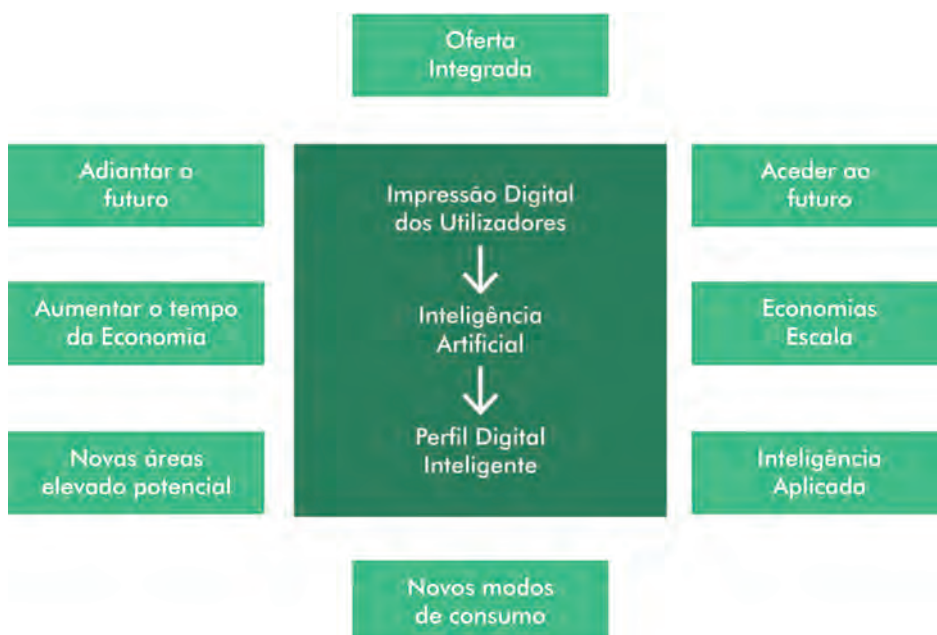 Oferta
Integrada
Adiantar o
futuro
Impressão Digital
dos Utilizadores
Aceder ao
futuro
Aumentar o tempo
da Economia
Inteligência
Artificial
Economias
Escala
Novas áreas
elevado potencial
Perfil Digital
Inteligente
Inteligência
Aplicada
Novos modos
de consumo